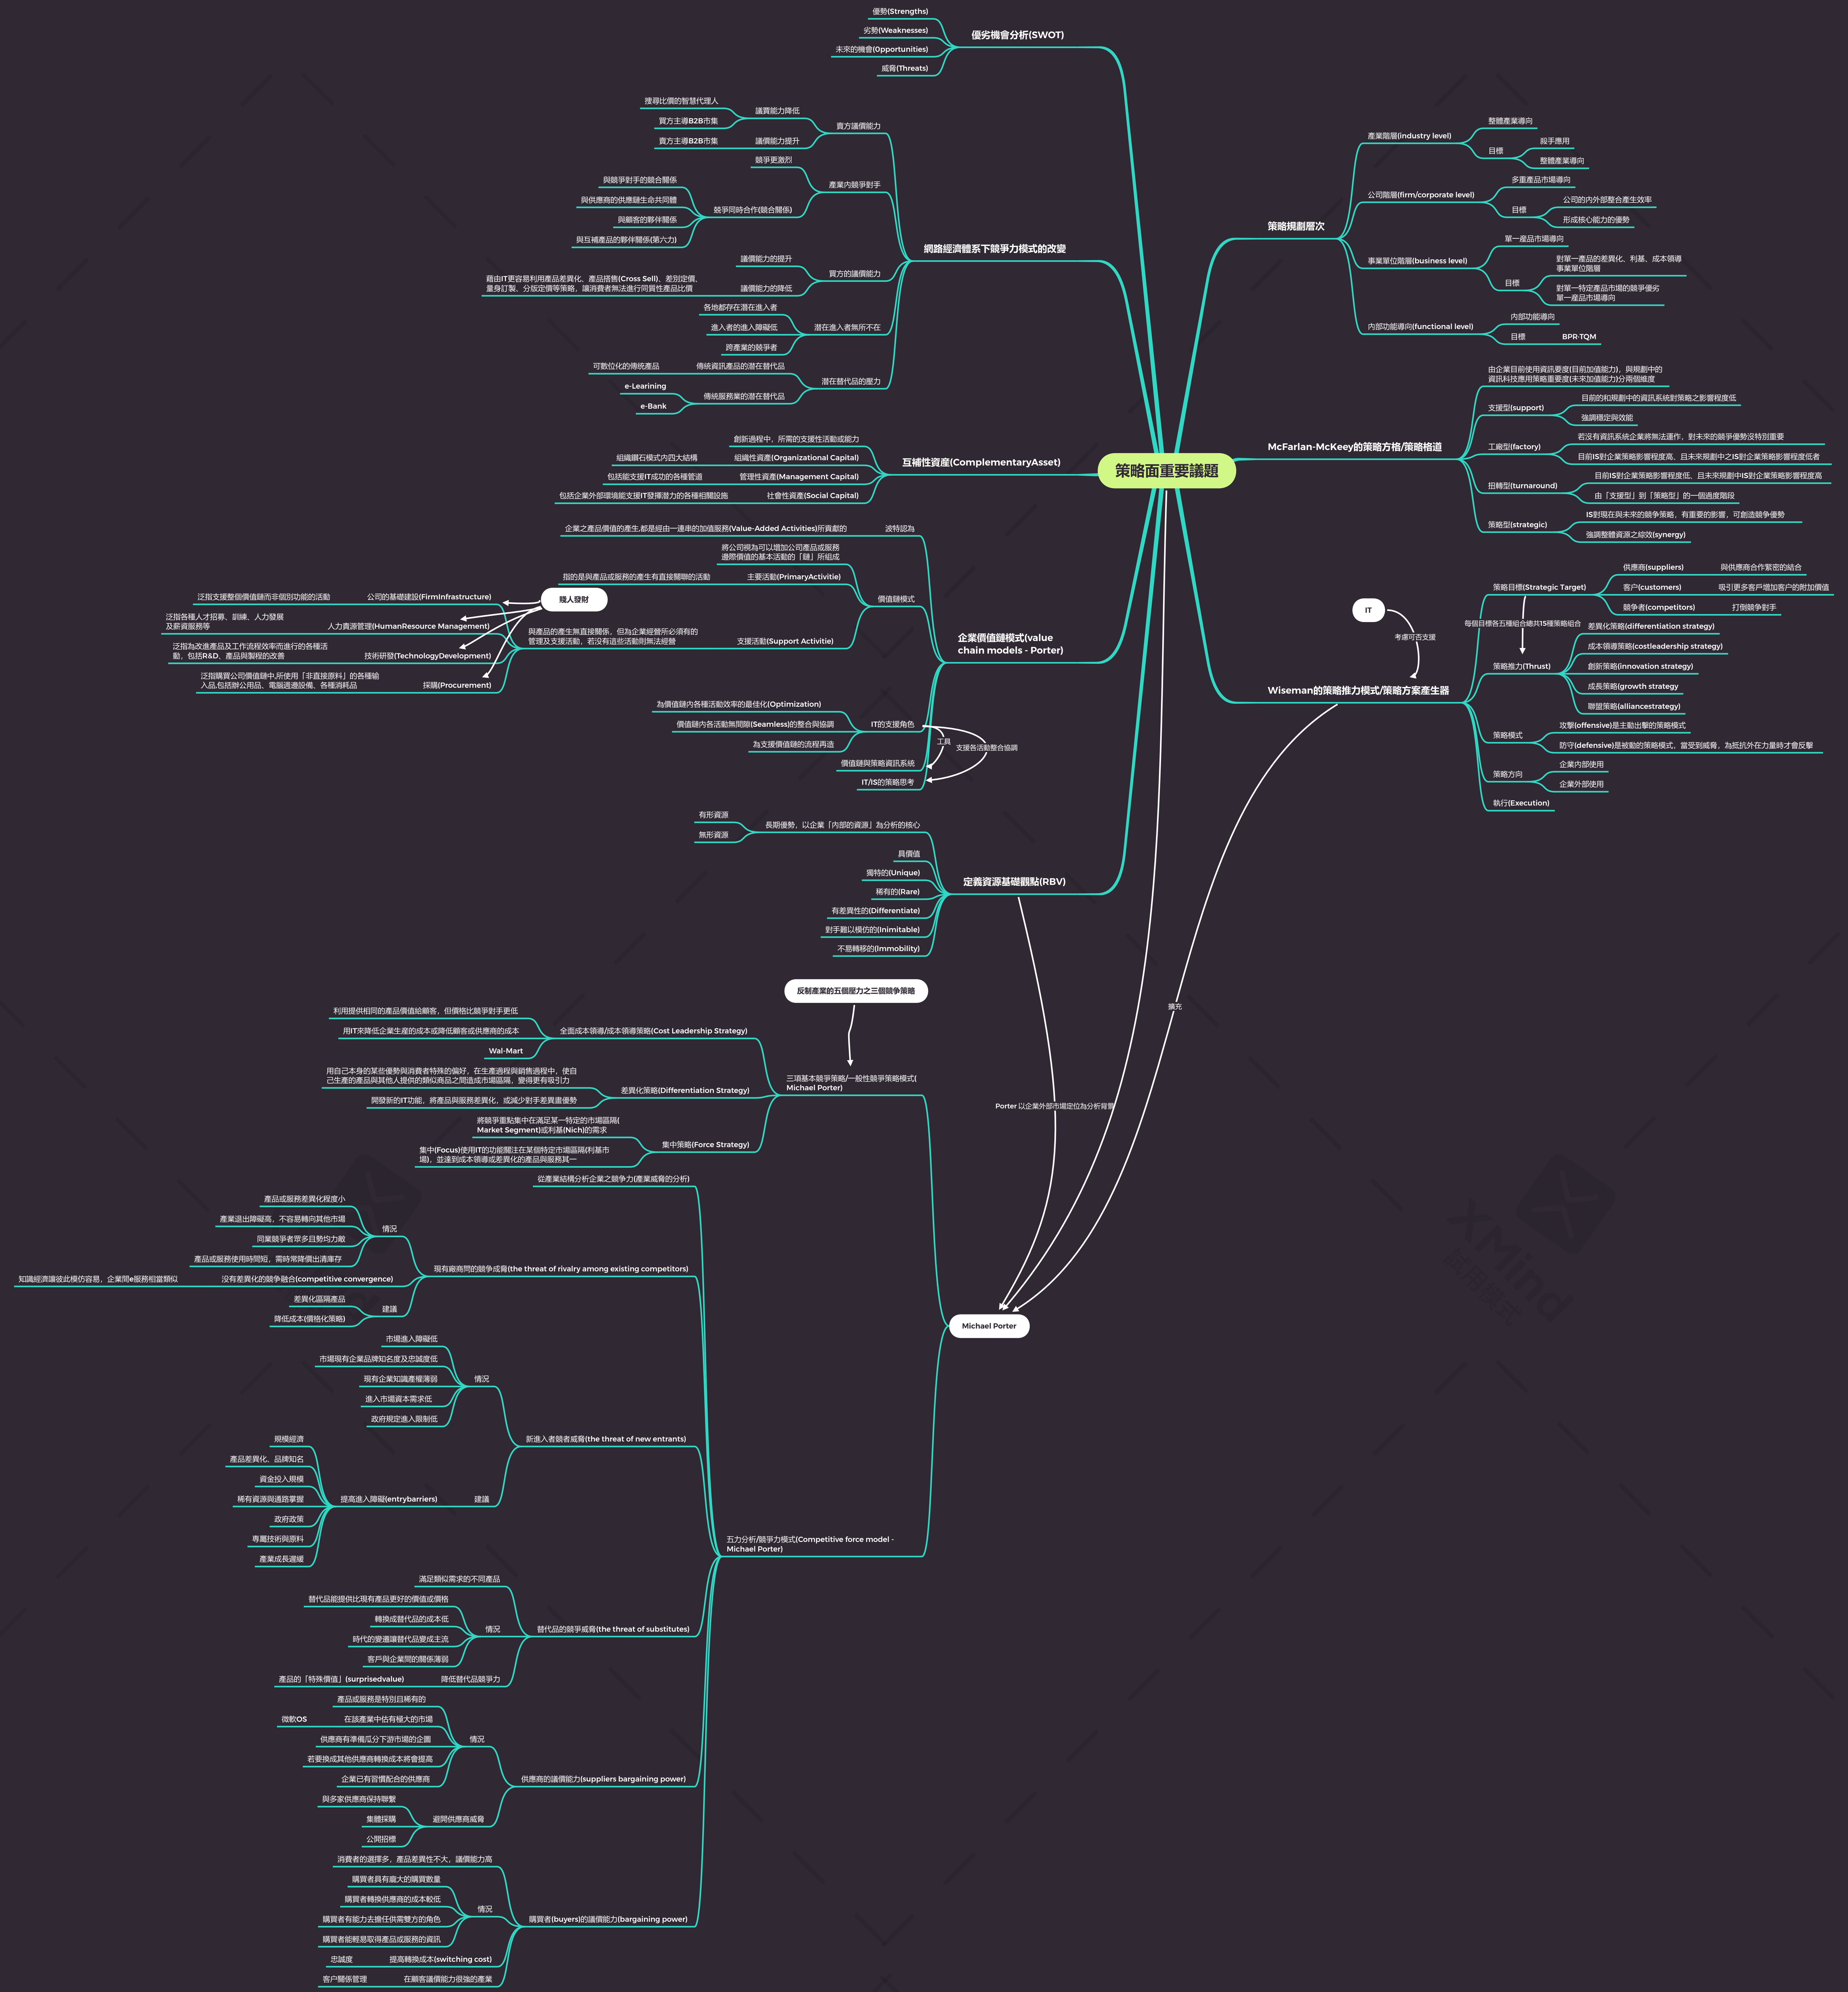 策略面重要議題
優劣機會分析(SWOT)
優勢(Strengths)
劣勢(Weaknesses)
未來的機會(Opportunities)
威脅(Threats)
網路經濟體系下競爭力模式的改變
賣方議價能力
議賈能力降低
搜尋比價的智慧代理人
買方主導B2B市集
議價能力提升
賣方主導B2B市集
產業內競爭對手
競爭更激烈
競爭同時合作(競合關係)
與競爭對手的競合關係
與供應商的供應鏈生命共同體
與顧客的夥伴關係
與互補產品的夥伴關係(第六力)
買方的議價能力
議價能力的提升
議價能力的降低
藉由IT更容易利用產品差異化、產品搭售(Cross Sell)、差別定價、
量身訂製、分版定價等策略，讓消費者無法進行同質性產品比價
潛在進入者無所不在
各地都存在潛在進入者
進入者的進入障礙低
跨產業的競爭者
潛在替代品的壓力
傳統資訊產品的潛在替代品
可數位化的傳統產品
傳統服務業的潛在替代品
e-Learining
e-Bank
互補性資產(ComplementaryAsset)
創新過程中，所需的支援性活動或能力
組織性資產(Organizational Capital)
組織鑽石模式內四大結構
管理性資產(Management Capital)
包括能支援IT成功的各種管道
社會性資產(Social Capital)
包括企業外部環境能支援IT發揮潛力的各種相關設施
企業價值鏈模式(value
chain models - Porter)
波特認為
企業之產品價值的產生,都是經由一連串的加值服務(Value-Added Activities)所貢獻的
價值鏈模式
將公司視為可以增加公司產品或服務
邊際價值的基本活動的「鏈」所組成
主要活動(PrimaryActivitie)
指的是與產品或服務的產生有直接關聯的活動
支援活動(Support Activitie)
與產品的產生無直接關係，但為企業經營所必須有的
管理及支援活動，若没有這些活動則無法經營
公司的基礎建設(FirmInfrastructure)
泛指支援整個價值鏈而非個別功能的活動
人力責源管理(HumanResource Management)
泛指各種人才招募、訓練、人力發展
及薪資服務等
技術研發(TechnologyDevelopment)
泛指為改進產品及工作流程效率而進行的各種活
動，包括R&D、產品與製程的改善
採購(Procurement)
泛指購買公司價值鏈中,所使用「非直接原料」的各種輸
入品,包括辦公用品、電腦週邊設備、各種消耗品
賤人發財
IT的支援角色
為價值鏈內各種活動效率的最佳化(Optimization)
價值鏈內各活動無間隙(Seamless)的整合與協調
為支援價值鏈的流程再造
價值鏈與策略資訊系統
IT/IS的策略思考
工具
支援各活動整合協調
定義資源基礎觀點(RBV)
長期優勢，以企業「內部的資源」為分析的核心
有形資源
無形資源
具價值
獨特的(Unique)
稀有的(Rare)
有差異性的(Differentiate)
對手難以模仿的(Inimitable)
不易轉移的(Immobility)
策略規劃層次
產業階層(industry level)
整體產業導向
目標
殺手應用
整體產業導向
公司階層(firm/corporate level)
多重產品市場導向
目標
公司的內外部整合產生效率
形成核心能力的優勢
事業單位階層(business level)
單一産品市場導向
目標
對單一產品的差異化、利基、成本領導
事業單位階層
對單一特定產品市場的競爭優劣
單一産品市場導向
內部功能導向(functional level)
內部功能導向
目標
BPR·TQM
McFarlan-McKeey的策略方格/策略格道
由企業目前使用資訊要度(目前加值能力)，與規劃中的
資訊科技應用策略重要度(未來加值能力)分兩個維度
支援型(support)
目前的和規劃中的資訊系統對策略之影響程度低
強調穩定與效能
工廠型(factory)
若沒有資訊系統企業將無法運作，對未來的競爭優勢沒特別重要
目前IS對企業策略影響程度高、且未來規劃中之IS對企業策略影響程度低者
扭轉型(turnaround)
目前IS對企業策略影響程度低、且未來規劃中IS對企業策略影響程度高
由「支援型」到「策略型」的一個過度階段
策略型(strategic)
IS對現在與未來的競争策略，有重要的影響，可創造競争優勢
強調整體資源之綜效(synergy)
Wiseman的策略推力模式/策略方案產生器
策略目標(Strategic Target)
供應商(suppliers)
與供應商合作緊密的結合
客户(customers)
吸引更多客戶增加客户的附加價值
競争者(competitors)
打倒競争對手
每個目標各五種組合總共15種策略組合
策略推力(Thrust)
差異化策略(differentiation strategy)
成本領導策略(costleadership strategy)
創新策略(innovation strategy)
成長策略(growth strategy
聯盟策略(alliancestrategy)
策略模式
攻擊(offensive)是主動出擊的策略模式
防守(defensive)是被動的策略模式，當受到威脅，為抵抗外在力量時才會反擊
策略方向
企業內部使用
企業外部使用
執行(Execution)
IT
考慮可否支援
擴充
Porter 以企業外部市場定位為分析背景
Michael Porter
反制產業的五個壓力之三個競争策略
三項基本競爭策略/一般性競爭策略模式(
Michael Porter)
全面成本領導/成本領導策略(Cost Leadership Strategy)
利用提供相同的產品價值給顧客，但價格比競爭對手更低
用IT來降低企業生産的成本或降低顧客或供應商的成本
Wal-Mart
差異化策略(Differentiation Strategy)
用自己本身的某些優勢與消費者特殊的偏好，在生產過程與銷售過程中，使自
己生產的產品與其他人提供的類似商品之間造成市場區隔，變得更有吸引力
開發新的IT功能，將產品與服務差異化，或減少對手差異畫優勢
集中策略(Force Strategy)
將競爭重點集中在滿足某一特定的市場區隔(
Market Segment)或利基(Nich)的需求
集中(Focus)使用IT的功能關注在某個特定市場區隔(利基市
場)，並達到成本領導或差異化的產品與服務其一
五力分析/競爭力模式(Competitive force model -
Michael Porter)
從產業結構分析企業之競争力(產業威脅的分析)
現有廠商問的競争成脅(the threat of rivalry among existing competitors)
情況
產品或服務差異化程度小
產業退出障礙高，不容易轉向其他市場
同業競爭者眾多且勢均力敵
產品或服務使用時間短，需時常降價出清庫存
没有差異化的競争融合(competitive convergence)
知識經濟讓彼此模仿容易，企業間e服務相當類似
建議
差異化區隔產品
降低成本(價格化策略)
新進入者競者威脅(the threat of new entrants)
情況
市場進入障礙低
市場現有企業品牌知名度及忠誠度低
現有企業知識產權薄弱
進入市場資本需求低
政府規定進入限制低
建議
提高進入障礙(entrybarriers)
規模經濟
產品差異化、品牌知名
資金投入規模
稀有資源與通路掌握
政府政策
專屬技術與原料
產業成長遲緩
替代品的競爭威脅(the threat of substitutes)
滿足類似需求的不同產品
情況
替代品能提供比現有產品更好的價值或價格
轉換成替代品的成本低
時代的變遷讓替代品變成主流
客戶與企業間的關係薄弱
降低替代品競爭力
產品的「特殊價值」(surprisedvalue)
供應商的議價能力(suppliers bargaining power)
情況
產品或服務是特別且稀有的
在該產業中估有極大的市場
微軟OS
供應商有準備瓜分下游市場的企圖
若要換成其他供應商轉換成本將會提高
企業已有習慣配合的供應商
避開供應商威脅
與多家供應商保持聯繫
集體採購
公開招標
購買者(buyers)的議價能力(bargaining power)
消費者的選擇多，產品差異性不大，議價能力高
情況
購買者具有龐大的購買數量
購買者轉換供應商的成本較低
購買者有能力去擔任供需雙方的角色
購買者能輕易取得產品或服務的資訊
提高轉換成本(switching cost)
忠誠度
在顧客議價能力很強的產業
客户關係管理
XMind
試用模式